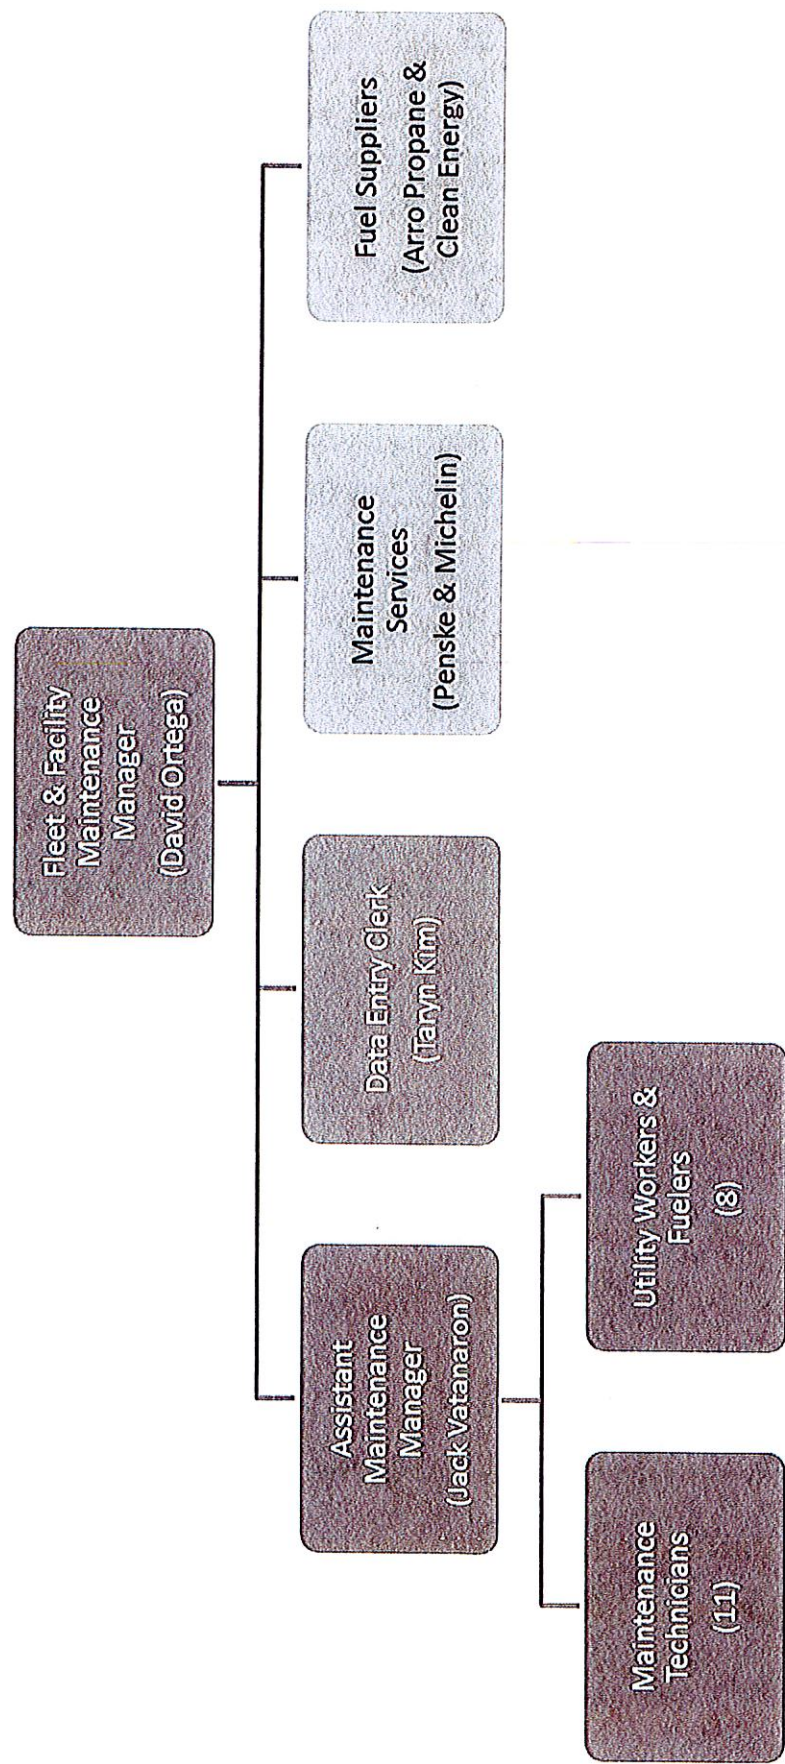 Fleet & Facility
Maintenance
Manager
(David Ortega)
Assistant
Maintenance
Manager
(Jack Vatanaron)
Data Entry Clerk
(Taryn Kim)
Maintenance
Services
(Penske & Michelin)
Fuel Suppliers
(Arro Propane &
Clean Energy)
Maintenance
Technicians
(11)
Utility Workers &
Fuelers
(8)